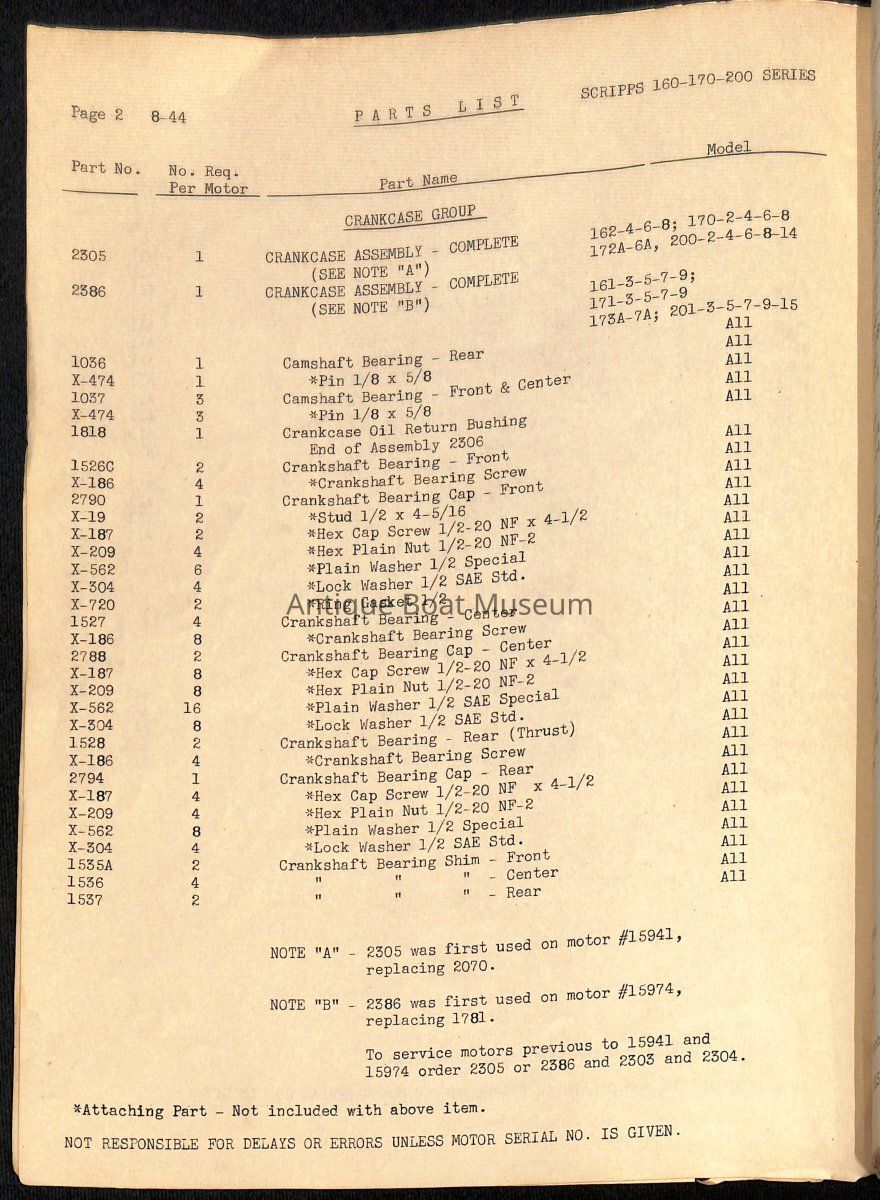 SCRIPPS 160-170-200 SERIES
Page 2 8-44 PARTS LIST
Part No. No. Req. Per Motor Part Name Model
CRANKCASE GROUP
2305 1 CRANKCASE ASSEMBLY - COMPLETE 162-4-6-8; 170-2-4-6-8
(SEE NOTE "A") 172A-6A, 200-2-4-6-8-14
2386 1 CRANKCASE ASSEMBLY - COMPLETE 161-3-5-7-9;
(SEE NOTE "B") 171-3-5-7-9
173A-7A; 201-3-5-7-9-15
1036 1 Camshaft Bearing - Rear All
X-474 1 *Pin 1/8 x 5/8 All
1037 3 Camshaft Bearing - Front & Center All
X-474 3 *Pin 1/8 x 5/8 All
1818 1 Crankcase Oil Return Bushing All
End of Assembly 2306
1526C 2 Crankshaft Bearing - Front All
X-186 4 *Crankshaft Bearing Screw All
2790 1 Crankshaft Bearing Cap - Front All
X-19 2 *Stud 1/2 x 4-5/16 All
X-187 2 *Hex Cap Screw 1/2-20 NF x 4-1/2 All
X-209 4 *Hex Plain Nut 1/2-20 NF-2 All
X-562 6 *Plain Washer 1/2 Special All
X-304 4 *Lock Washer 1/2 SAE Std. All
X-720 2 *Ring Gasket 1/2 All
Antique Boat Museum
1527 4 Crankshaft Bearing - Center All
X-186 8 *Crankshaft Bearing Screw All
2788 2 Crankshaft Bearing Cap - Center All
X-187 8 *Hex Cap Screw 1/2-20 NF x 4-1/2 All
X-209 8 *Hex Plain Nut 1/2-20 NF-2 All
X-562 16 *Plain Washer 1/2 SAE Special All
X-304 8 *Lock Washer 1/2 SAE Std. All
1528 2 Crankshaft Bearing - Rear (Thrust) All
X-186 4 *Crankshaft Bearing Screw All
2794 1 Crankshaft Bearing Cap - Rear All
X-187 4 *Hex Cap Screw 1/2-20 NF x 4-1/2 All
X-209 4 *Hex Plain Nut 1/2-20 NF-2 All
X-562 8 *Plain Washer 1/2 Special All
X-304 4 *Lock Washer 1/2 SAE Std. All
1535A 2 Crankshaft Bearing Shim - Front All
1536 4 " " " - Center All
1537 2 " " " - Rear All
NOTE "A" - 2305 was first used on motor #15941,
replacing 2070.
NOTE "B" - 2386 was first used on motor #15974,
replacing 1781.
To service motors previous to 15941 and
15974 order 2305 or 2386 and 2303 and 2304.
*Attaching Part - Not included with above item.
NOT RESPONSIBLE FOR DELAYS OR ERRORS UNLESS MOTOR SERIAL NO. IS GIVEN.